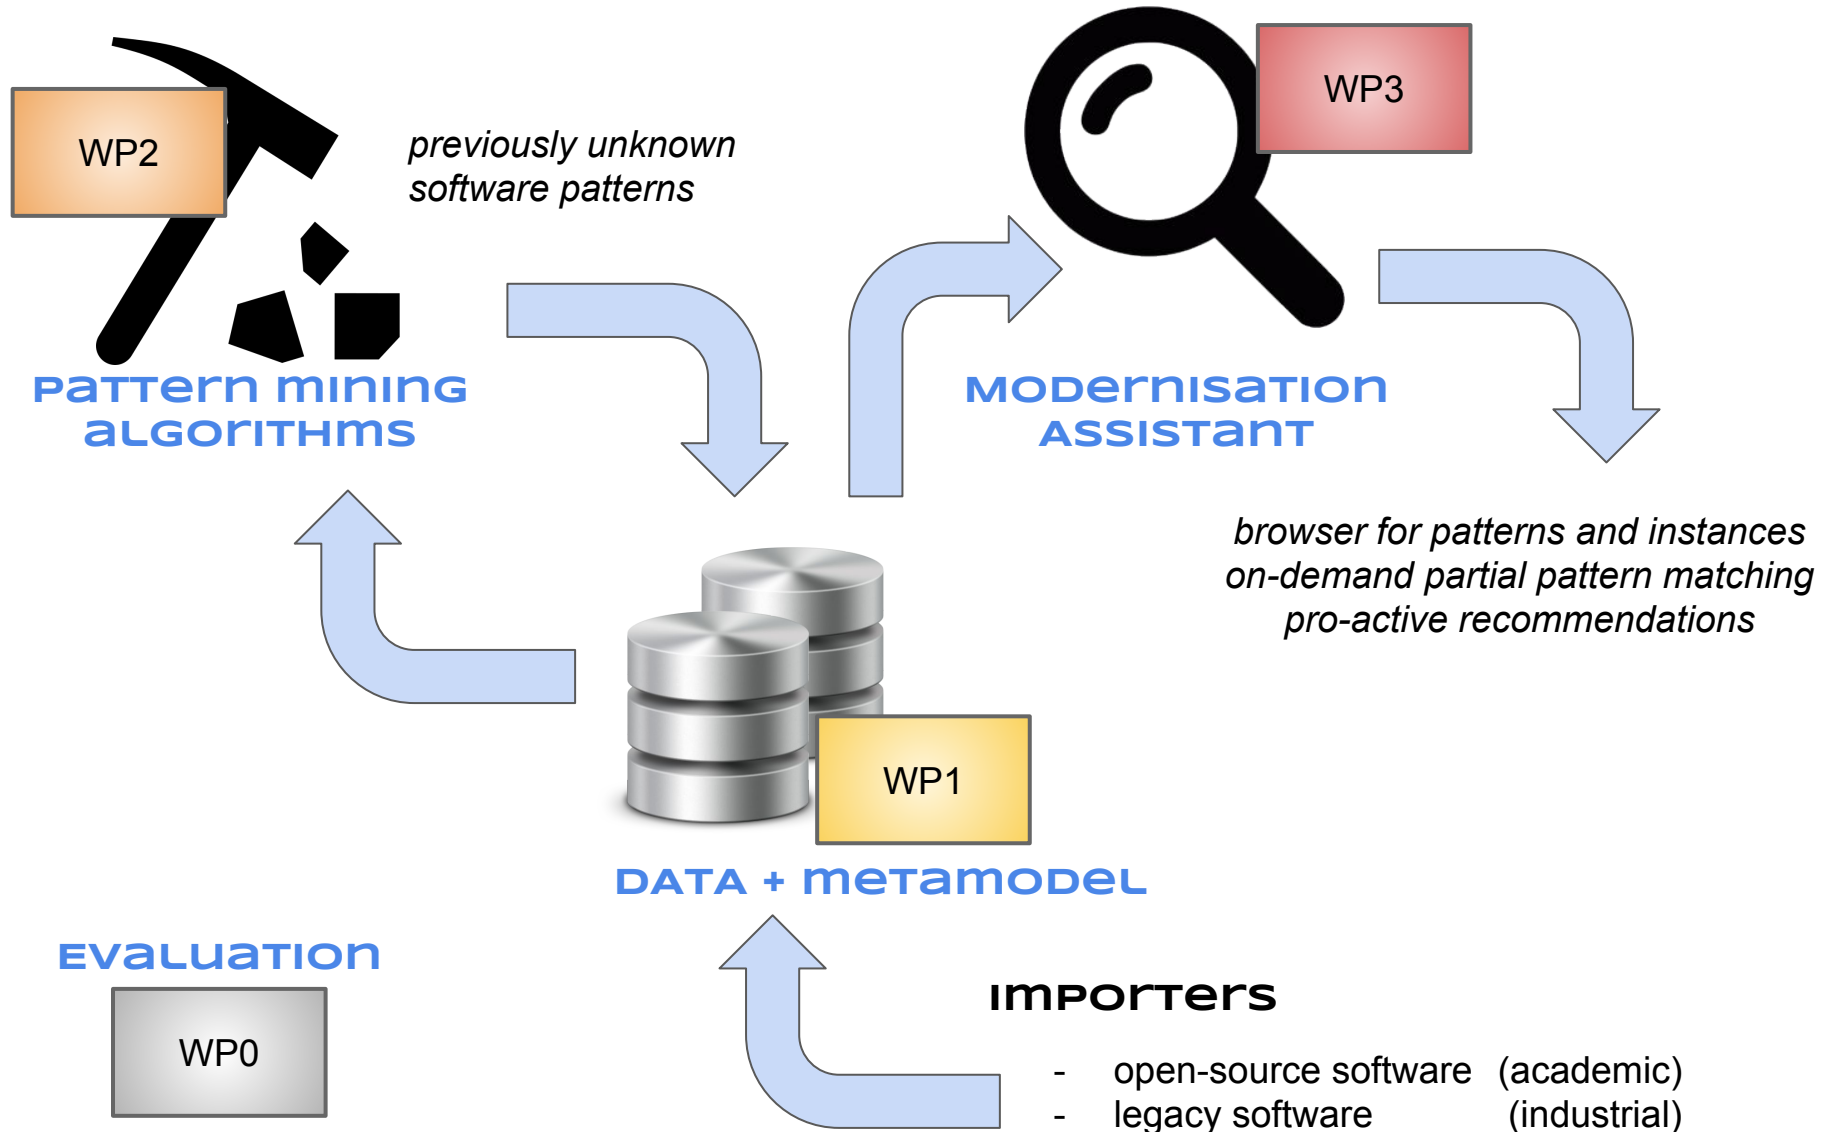 WP2
previously unknown
software patterns
WP3
Pattern mining
algorithms
Modernisation
Assistant
browser for patterns and instances
on-demand partial pattern matching
pro-active recommendations
WP1
Data + metamodel
Evaluation
WP0
Importers
- open-source software (academic)
- legacy software (industrial)